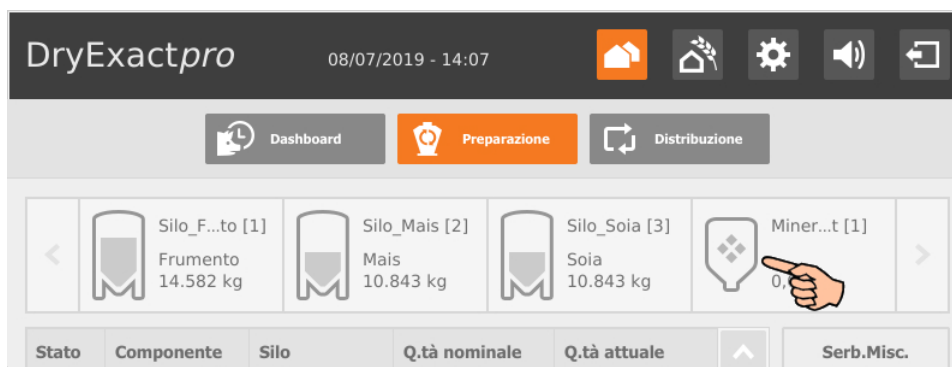 DryExactpro
08/07/2019 - 14:07
Dashboard
Preparazione
Distribuzione
Silo_F...to [1]
Frumento
14.582 kg
Silo_Mais [2]
Mais
10.843 kg
Silo_Soia [3]
Soia
10.843 kg
Miner...t [1]
0,
Stato Componente Silo Q.tà nominale Q.tà attuale Serb.Misc.